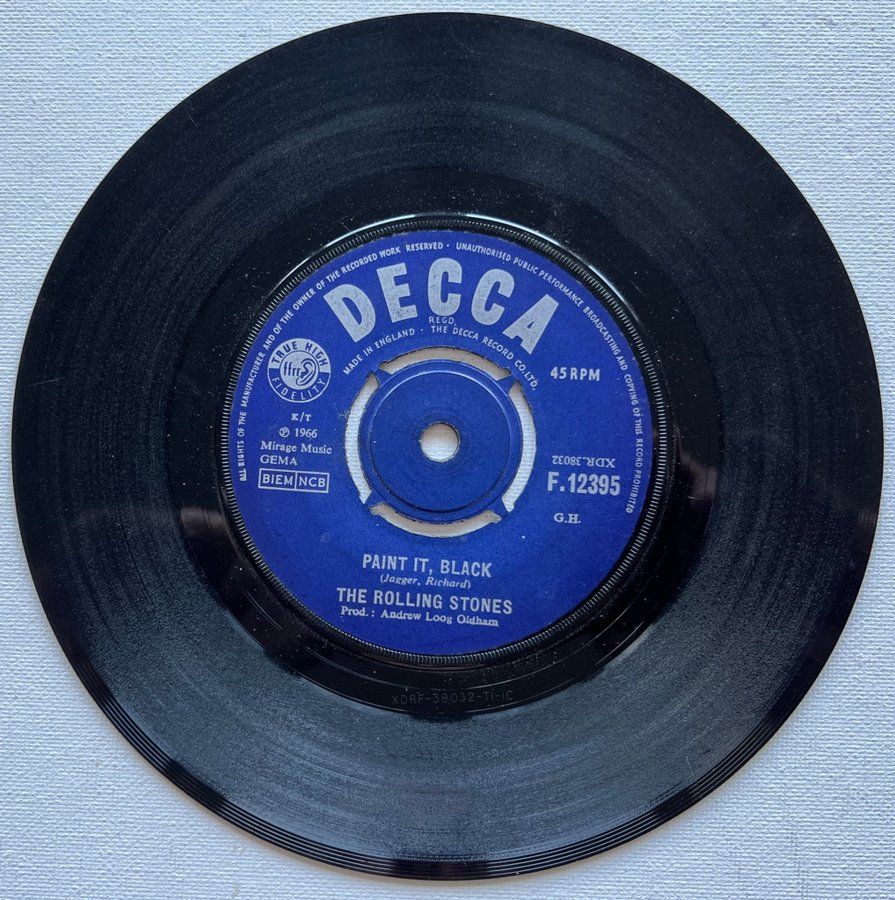 ALL RIGHTS OF THE MANUFACTURER AND OF THE OWNER OF THE RECORDED WORK RESERVED · UNAUTHORISED PUBLIC PERFORMANCE BROADCASTING AND COPYING OF THIS RECORD PROHIBITED
DECCA
REGD.
MADE IN ENGLAND · THE DECCA RECORD CO. LTD.
TRUE HIGH
ffrr
FIDELITY
45 RPM
K/T
℗ 1966
Mirage Music
GEMA
BIEM NCB
XDR.38032
F.12395
G.H.
PAINT IT, BLACK
(Jagger, Richard)
THE ROLLING STONES
Prod.: Andrew Loog Oldham
XDRF-38032-T1-1C